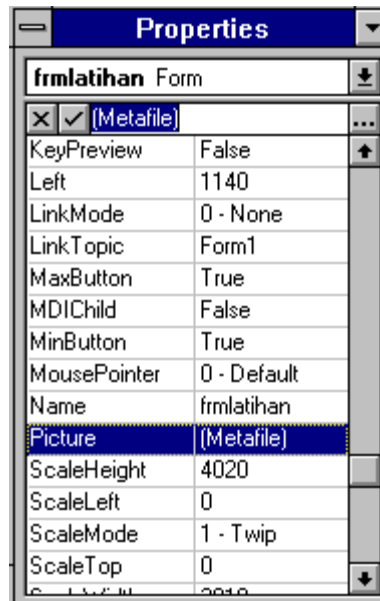 Properties
frmlatihan Form
(Metafile) ...
KeyPreview False
Left 1140
LinkMode 0 - None
LinkTopic Form1
MaxButton True
MDIChild False
MinButton True
MousePointer 0 - Default
Name frmlatihan
Picture (Metafile)
ScaleHeight 4020
ScaleLeft 0
ScaleMode 1 - Twip
ScaleTop 0